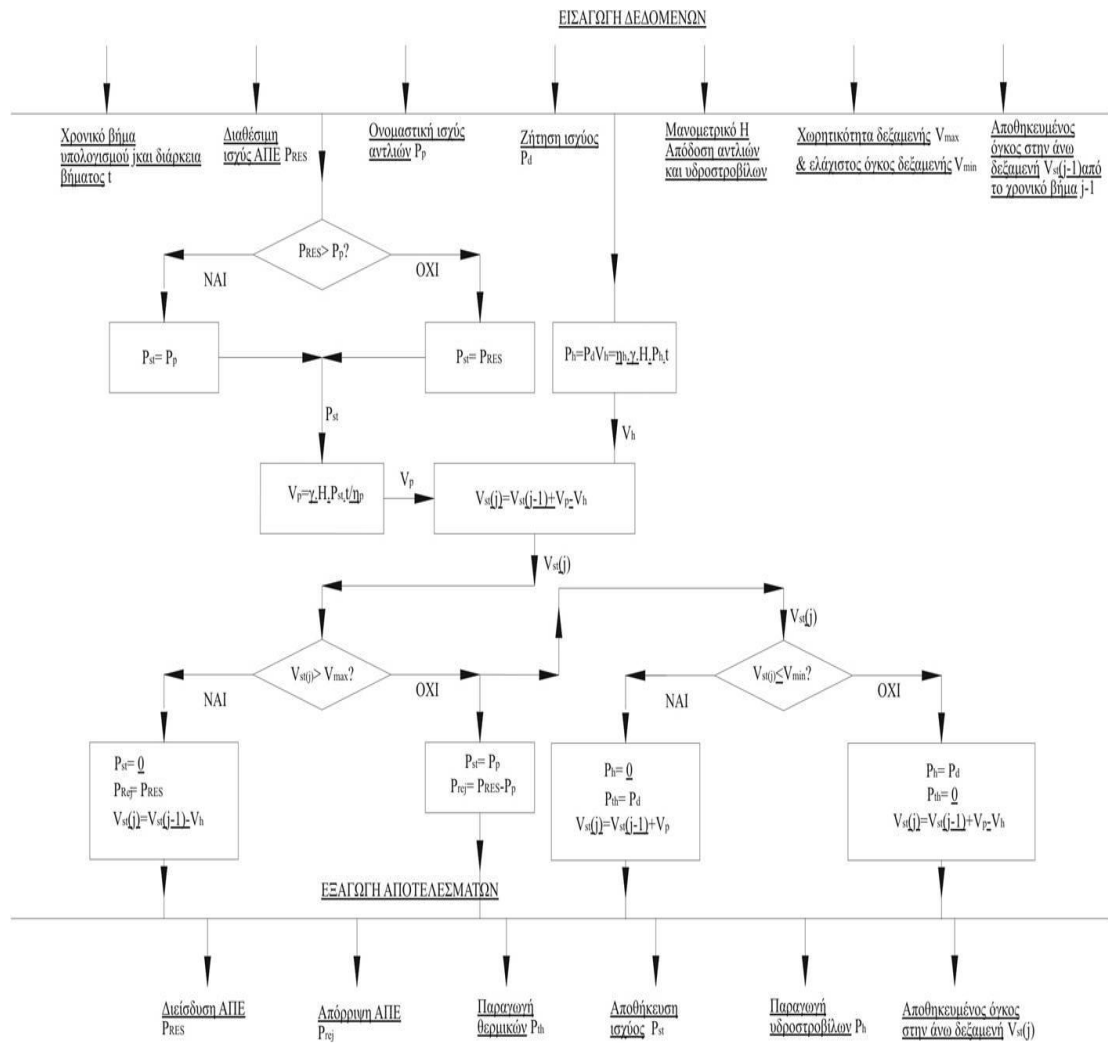 ΕΙΣΑΓΩΓΗ ΔΕΔΟΜΕΝΩΝ
Χρονικό βήμα
υπολογισμού jκαι διάρκεια
βήματος t
Διαθέσιμη
ισχύς ΑΠΕ PRES
Ονομαστική ισχύς
αντλιών Pp
Ζήτηση ισχύος
Pd
Μανομετρικό H
Απόδοση αντλιών
και υδροστροβίλων
Χωρητικότητα δεξαμενής Vmax
& ελάχιστος όγκος δεξαμενής Vmin
Αποθηκευμένος
όγκος στην άνω
δεξαμενή Vst(j-1)από
το χρονικό βήμα j-1
PRES> Pp?
ΝΑΙ
ΟΧΙ
Pst= Pp
Pst= PRES
Ph=PdVh=ηh.γ.H.Ph.t
Pst
Vh
Vp=γ.H.Pst.t/ηp
Vp
Vst(j)=Vst(j-1)+Vp-Vh
Vst(j)
Vst(j)
Vst(j)> Vmax?
ΝΑΙ
ΟΧΙ
Vst(j)≤Vmin?
ΝΑΙ
ΟΧΙ
Pst= 0
PRej= PRES
Vst(j)=Vst(j-1)-Vh
Pst= Pp
Prej= PRES-Pp
Ph= 0
Pth= Pd
Vst(j)=Vst(j-1)+Vp
Ph= Pd
Pth= 0
Vst(j)=Vst(j-1)+Vp-Vh
ΕΞΑΓΩΓΗ ΑΠΟΤΕΛΕΣΜΑΤΩΝ
Διείσδυση ΑΠΕ
PRES
Απόρριψη ΑΠΕ
Prej
Παραγωγή
θερμικών Pth
Αποθήκευση
ισχύος Pst
Παραγωγή
υδροστροβίλων Ph
Αποθηκευμένος όγκος
στην άνω δεξαμενή Vst(j)